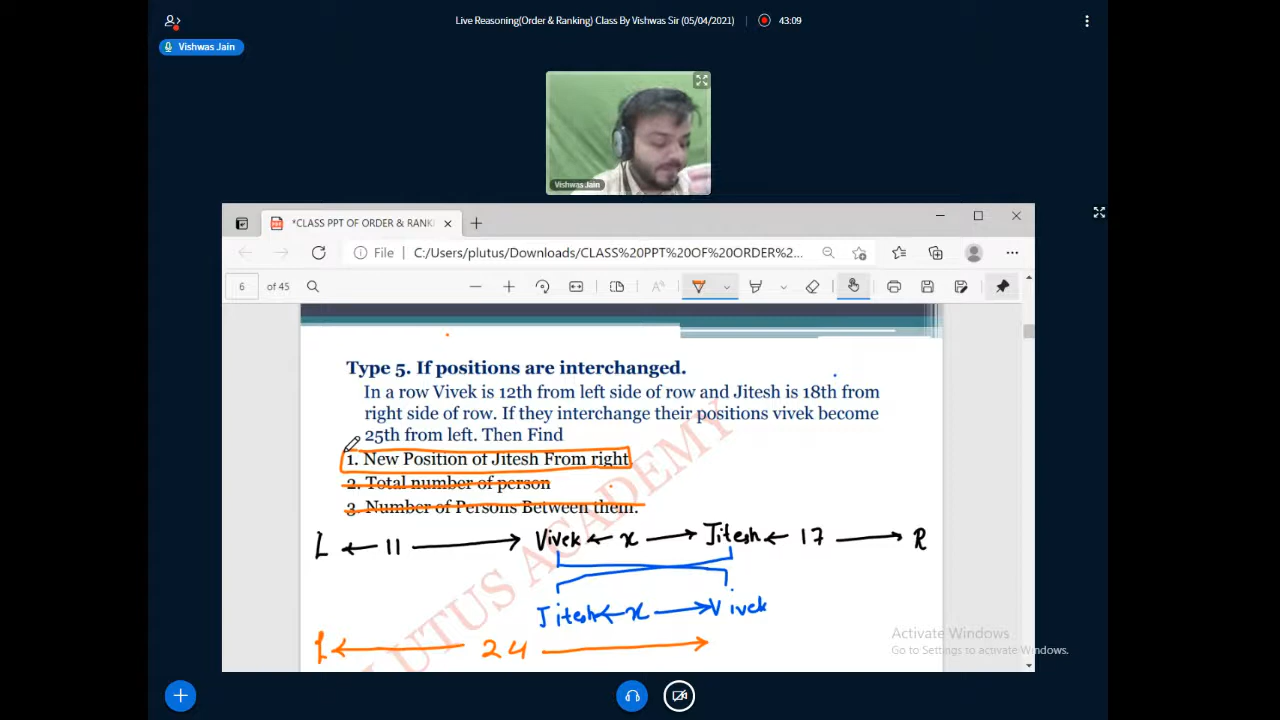 Live Reasoning(Order & Ranking) Class By Vishwas Sir (05/04/2021)
43:09
Vishwas Jain
Vishwas Jain
*CLASS PPT OF ORDER & RANKI
File
C:/Users/plutus/Downloads/CLASS%20PPT%20OF%20ORDER%2...
6 of 45
Type 5. If positions are interchanged.
In a row Vivek is 12th from left side of row and Jitesh is 18th from
right side of row. If they interchange their positions vivek become
25th from left. Then Find
1. New Position of Jitesh From right
2. Total number of person
3. Number of Persons Between them.
L 11 Vivek x Jitesh 17 R
Jitesh x Vivek
L 24
PLUTUS ACADEMY
Activate Windows
Go to Settings to activate Windows.